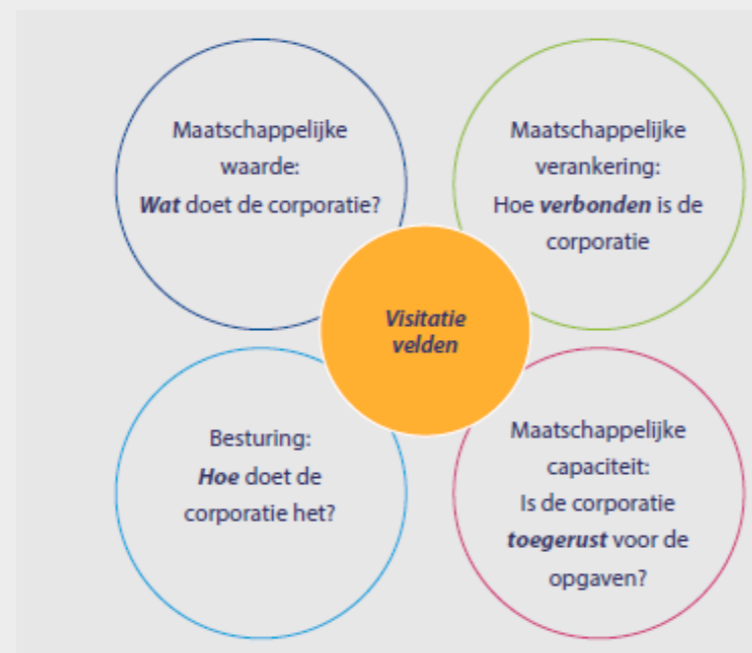 Maatschappelijke
waarde:
Wat doet de corporatie?
Maatschappelijke
verankering:
Hoe verbonden is de
corporatie
Visitatie
velden
Besturing:
Hoe doet de
corporatie het?
Maatschappelijke
capaciteit:
Is de corporatie
toegerust voor de
opgaven?